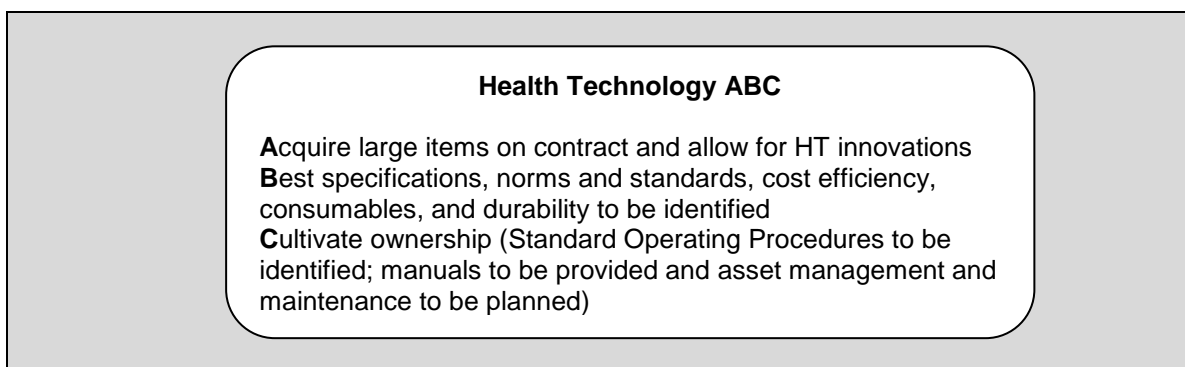 Health Technology ABC
Acquire large items on contract and allow for HT innovations
Best specifications, norms and standards, cost efficiency,
consumables, and durability to be identified
Cultivate ownership (Standard Operating Procedures to be
identified; manuals to be provided and asset management and
maintenance to be planned)